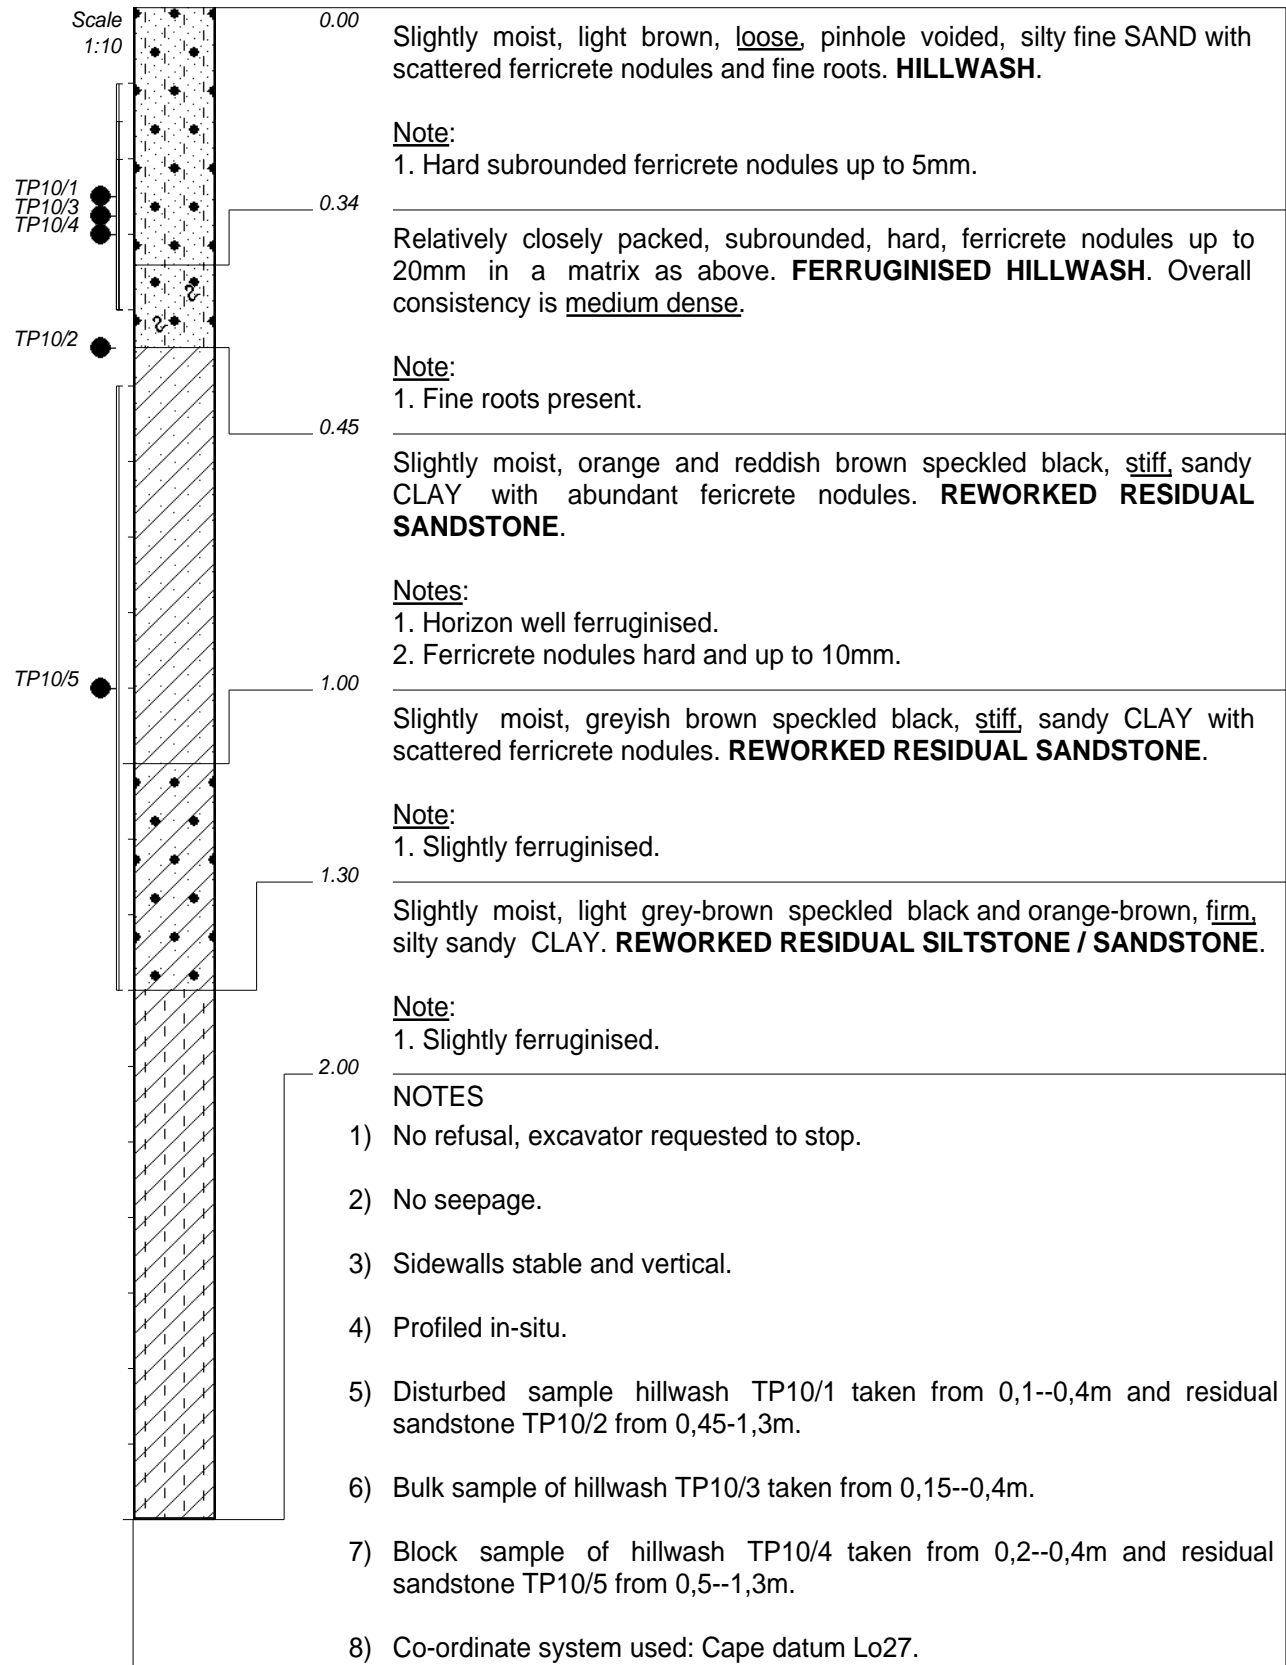 Scale
1:10
0.00
Slightly moist, light brown, loose, pinhole voided, silty fine SAND with
scattered ferricrete nodules and fine roots. HILLWASH.
Note:
1. Hard subrounded ferricrete nodules up to 5mm.
TP10/1
TP10/3
TP10/4
0.34
Relatively closely packed, subrounded, hard, ferricrete nodules up to
20mm in a matrix as above. FERRUGINISED HILLWASH. Overall
consistency is medium dense.
TP10/2
Note:
1. Fine roots present.
0.45
Slightly moist, orange and reddish brown speckled black, stiff, sandy
CLAY with abundant fericrete nodules. REWORKED RESIDUAL
SANDSTONE.
Notes:
1. Horizon well ferruginised.
2. Ferricrete nodules hard and up to 10mm.
TP10/5
1.00
Slightly moist, greyish brown speckled black, stiff, sandy CLAY with
scattered ferricrete nodules. REWORKED RESIDUAL SANDSTONE.
Note:
1. Slightly ferruginised.
1.30
Slightly moist, light grey-brown speckled black and orange-brown, firm,
silty sandy CLAY. REWORKED RESIDUAL SILTSTONE / SANDSTONE.
Note:
1. Slightly ferruginised.
2.00
NOTES
1) No refusal, excavator requested to stop.
2) No seepage.
3) Sidewalls stable and vertical.
4) Profiled in-situ.
5) Disturbed sample hillwash TP10/1 taken from 0,1--0,4m and residual
sandstone TP10/2 from 0,45-1,3m.
6) Bulk sample of hillwash TP10/3 taken from 0,15--0,4m.
7) Block sample of hillwash TP10/4 taken from 0,2--0,4m and residual
sandstone TP10/5 from 0,5--1,3m.
8) Co-ordinate system used: Cape datum Lo27.